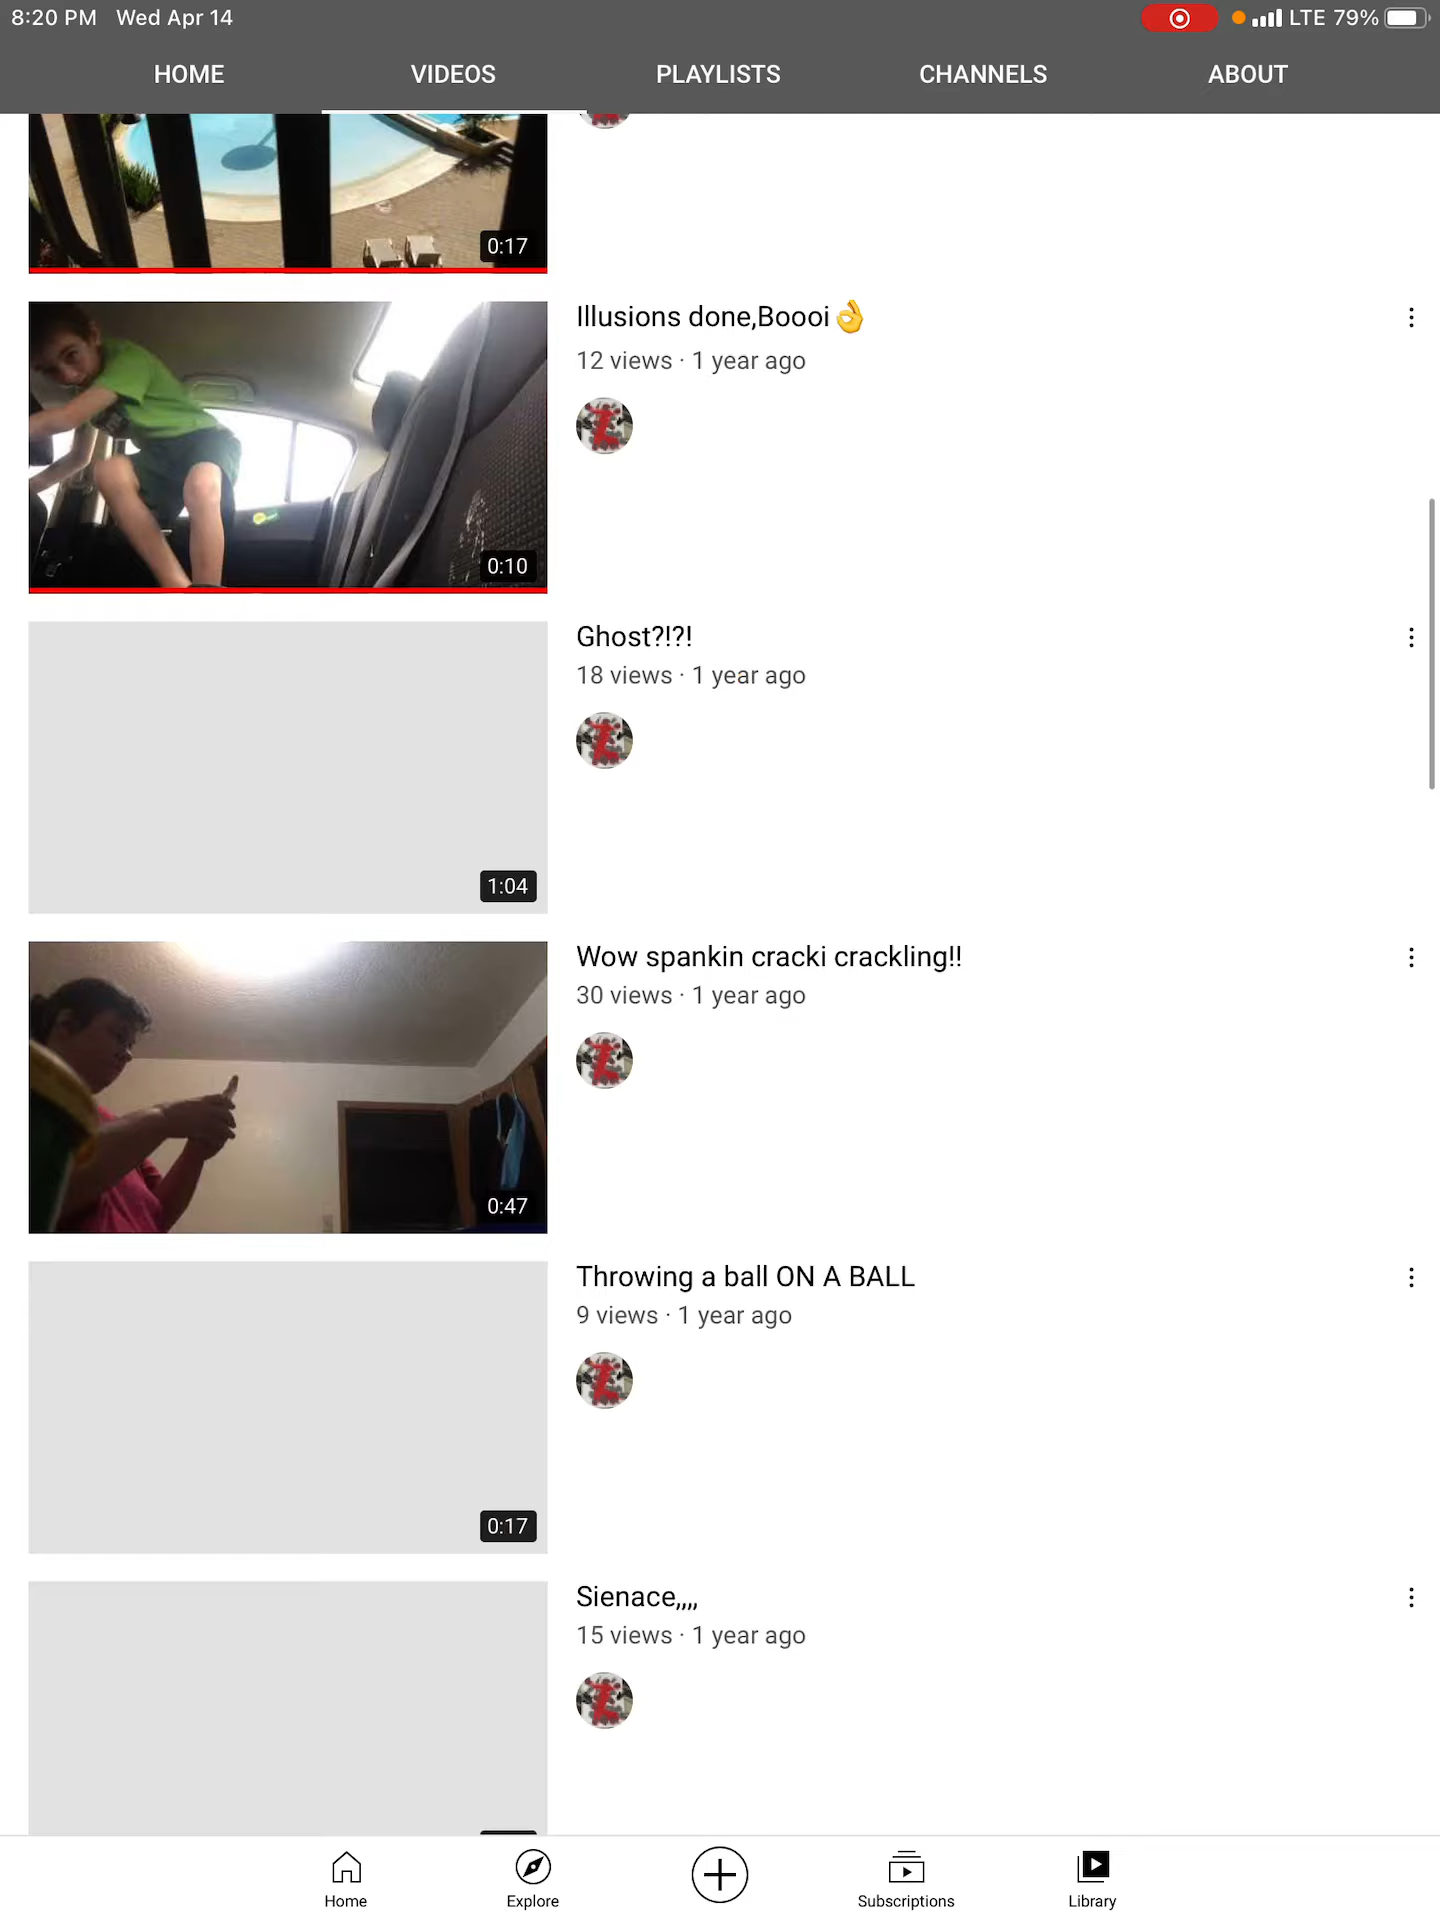 8:20 PM Wed Apr 14 LTE 79%
HOME VIDEOS PLAYLISTS CHANNELS ABOUT
0:17
Illusions done,Boooi👌
12 views · 1 year ago
0:10
Ghost?!?!
18 views · 1 year ago
1:04
Wow spankin cracki crackling!!
30 views · 1 year ago
0:47
Throwing a ball ON A BALL
9 views · 1 year ago
0:17
Sienace,,,,
15 views · 1 year ago
Home Explore Subscriptions Library